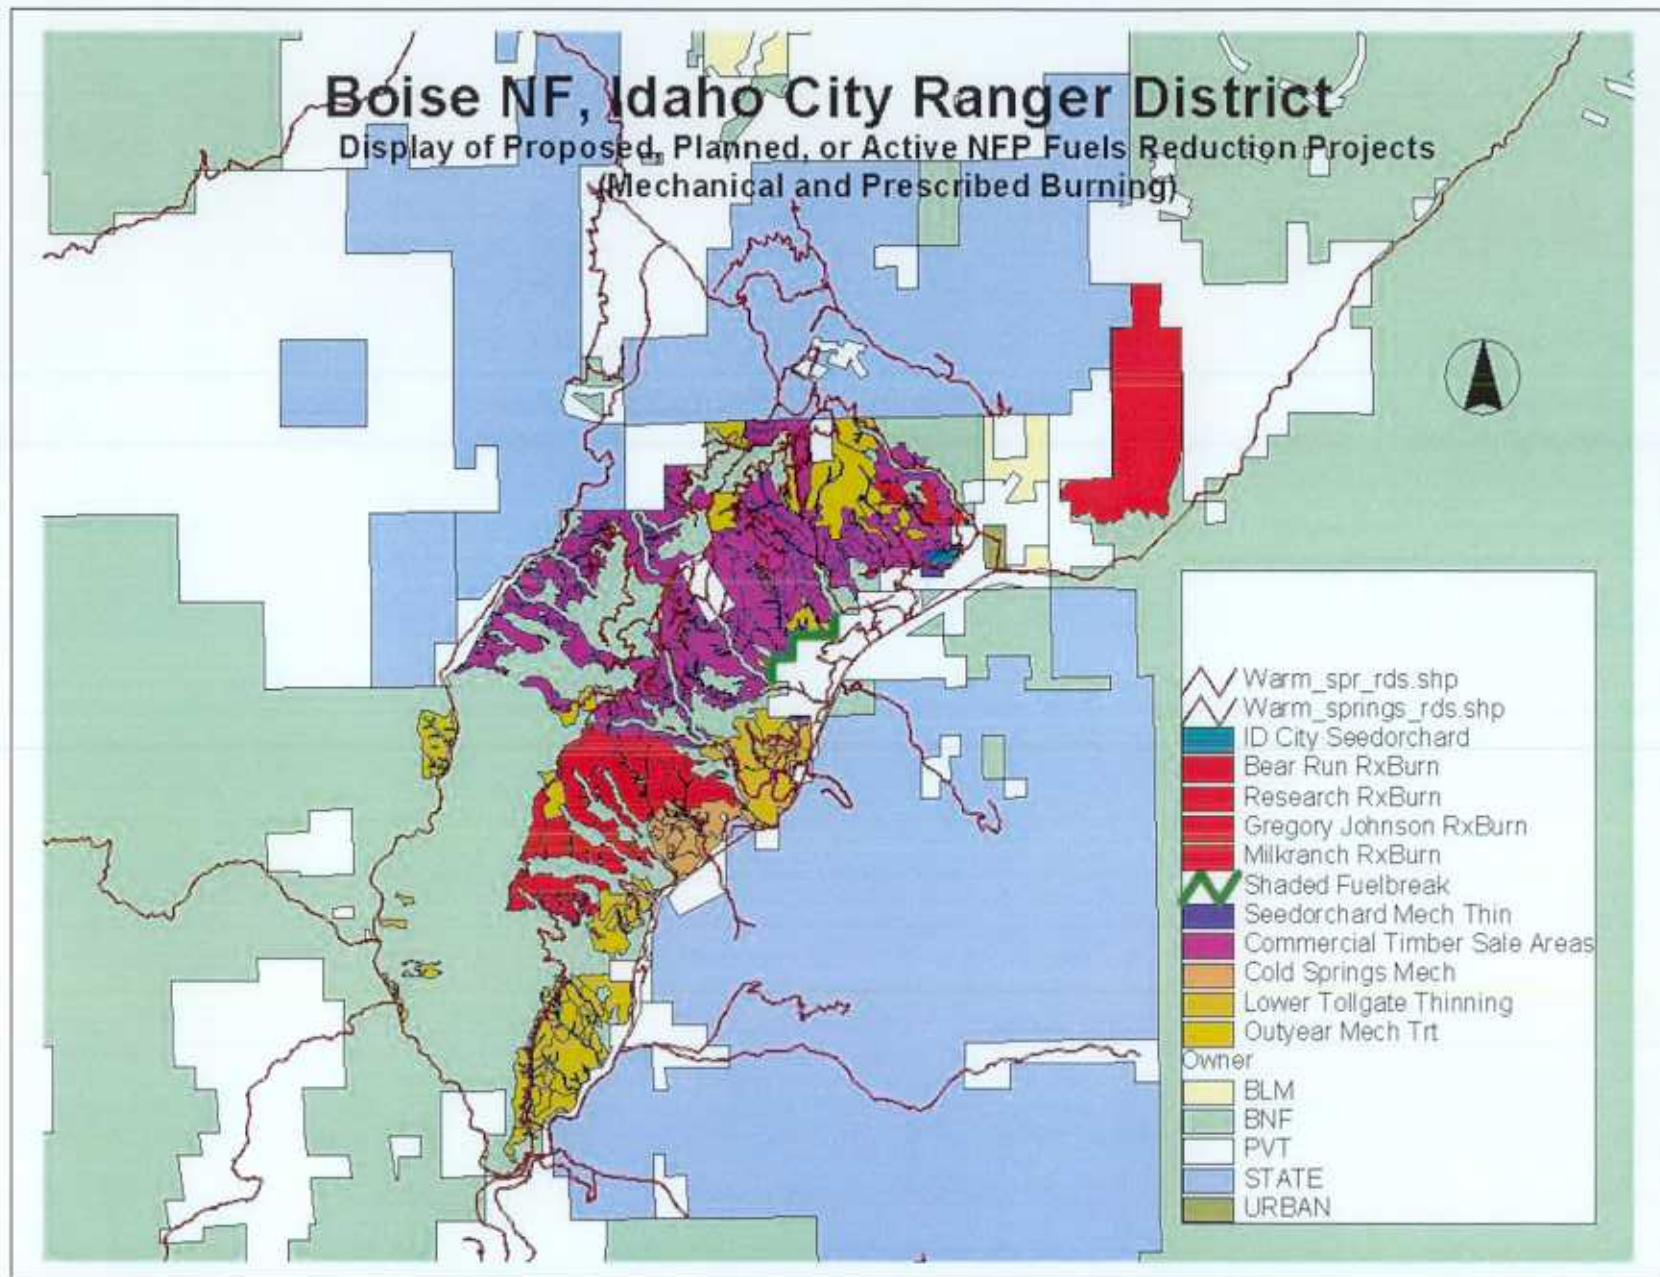 Boise NF, Idaho City Ranger District
Display of Proposed, Planned, or Active NFP Fuels Reduction Projects
(Mechanical and Prescribed Burning)
Warm_spr_rds.shp
Warm_springs_rds.shp
ID City Seedorchard
Bear Run RxBurn
Research RxBurn
Gregory Johnson RxBurn
Milkranch RxBurn
Shaded Fuelbreak
Seedorchard Mech Thin
Commercial Timber Sale Areas
Cold Springs Mech
Lower Tollgate Thinning
Outyear Mech Trt
Owner
BLM
BNF
PVT
STATE
URBAN